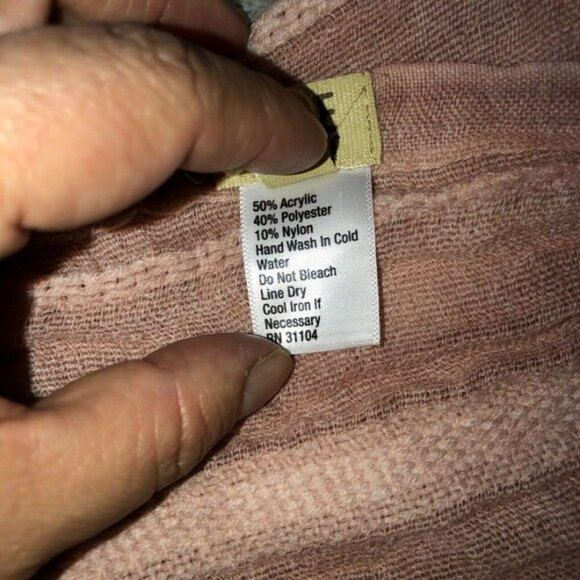 50% Acrylic
40% Polyester
10% Nylon
Hand Wash In Cold
Water
Do Not Bleach
Line Dry
Cool Iron If
Necessary
RN 31104